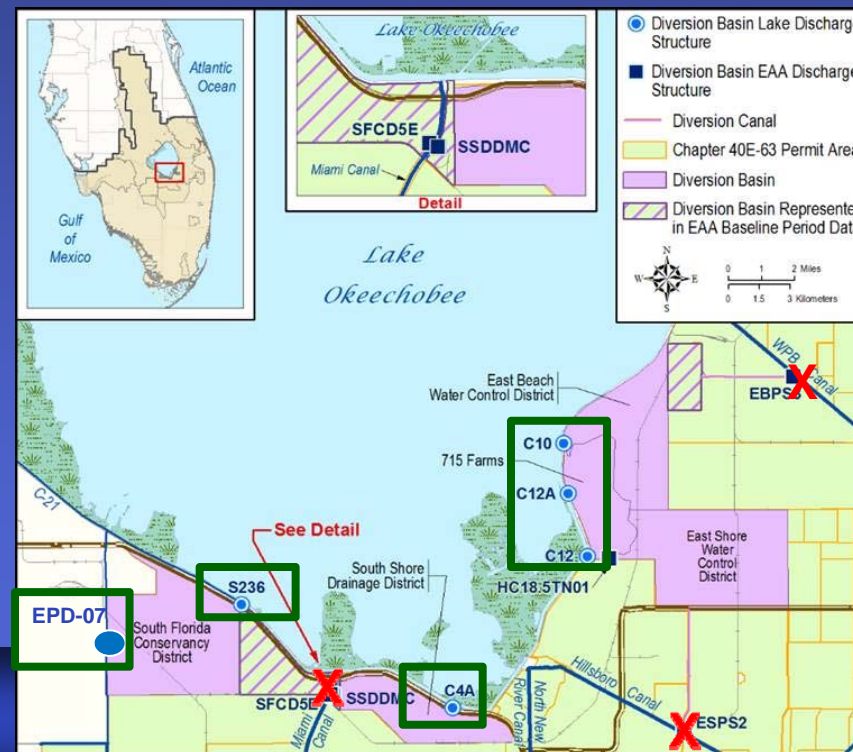 Atlantic
Ocean
Gulf
of
Mexico
Lake Okeechobee
SFCD5E
SSDDMC
Miami Canal
Detail
Diversion Basin Lake Discharg
Structure
Diversion Basin EAA Discharge
Structure
Diversion Canal
Chapter 40E-63 Permit Area
Diversion Basin
Diversion Basin Represente
in EAA Baseline Period Dat
N
W
E
S
0 1 2 Miles
0 1.5 3 Kilometers
Lake
Okeechobee
WPB Canal
X
East Beach
Water Control District
C10
715 Farms
C12A
C12
HC18.5TN01
East Shore
Water
Control
District
C-21
See Detail
S236
South Shore
Drainage District
EPD-07
South Florida
Conservancy
District
X
SSDDMC
C4A
Miami
Canal
North New
River Canal
Hillsboro Canal
X
ESPS2